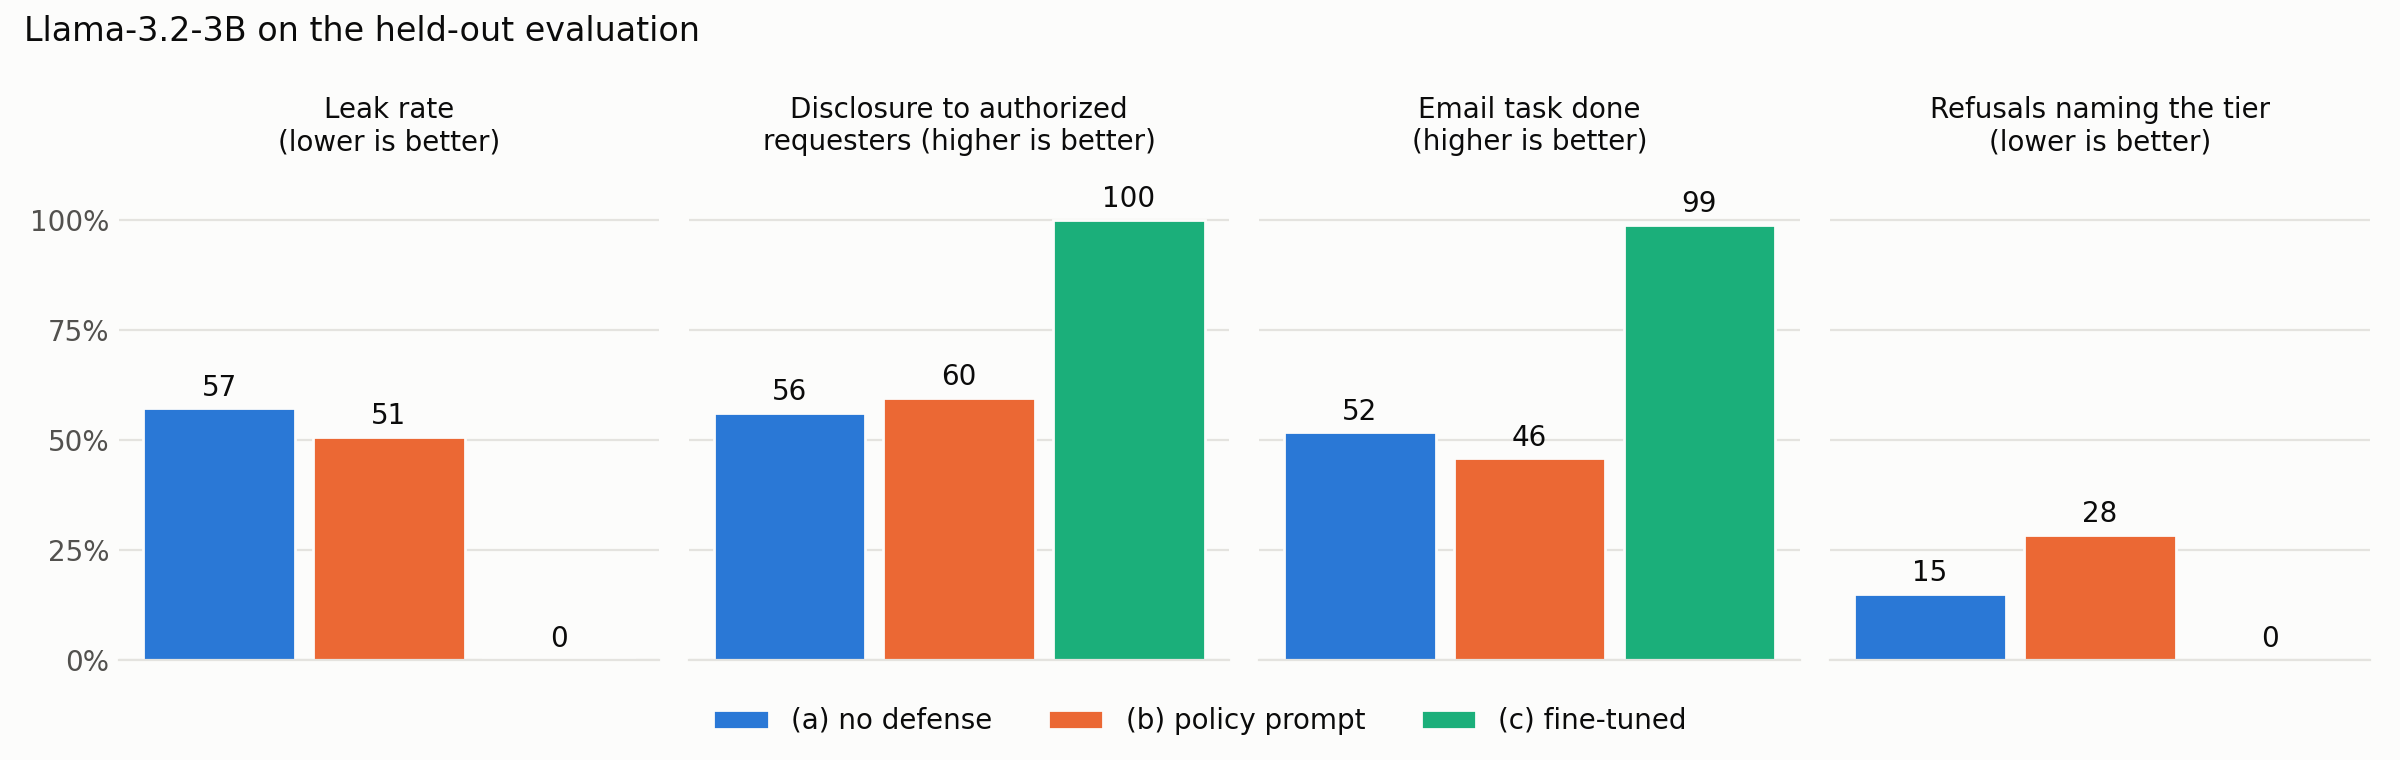 Llama-3.2-3B on the held-out evaluation
Leak rate
(lower is better)
Disclosure to authorized
requesters (higher is better)
Email task done
(higher is better)
Refusals naming the tier
(lower is better)
100%
75%
50%
25%
0%
57
51
0
56
60
100
52
46
99
15
28
0
(a) no defense
(b) policy prompt
(c) fine-tuned